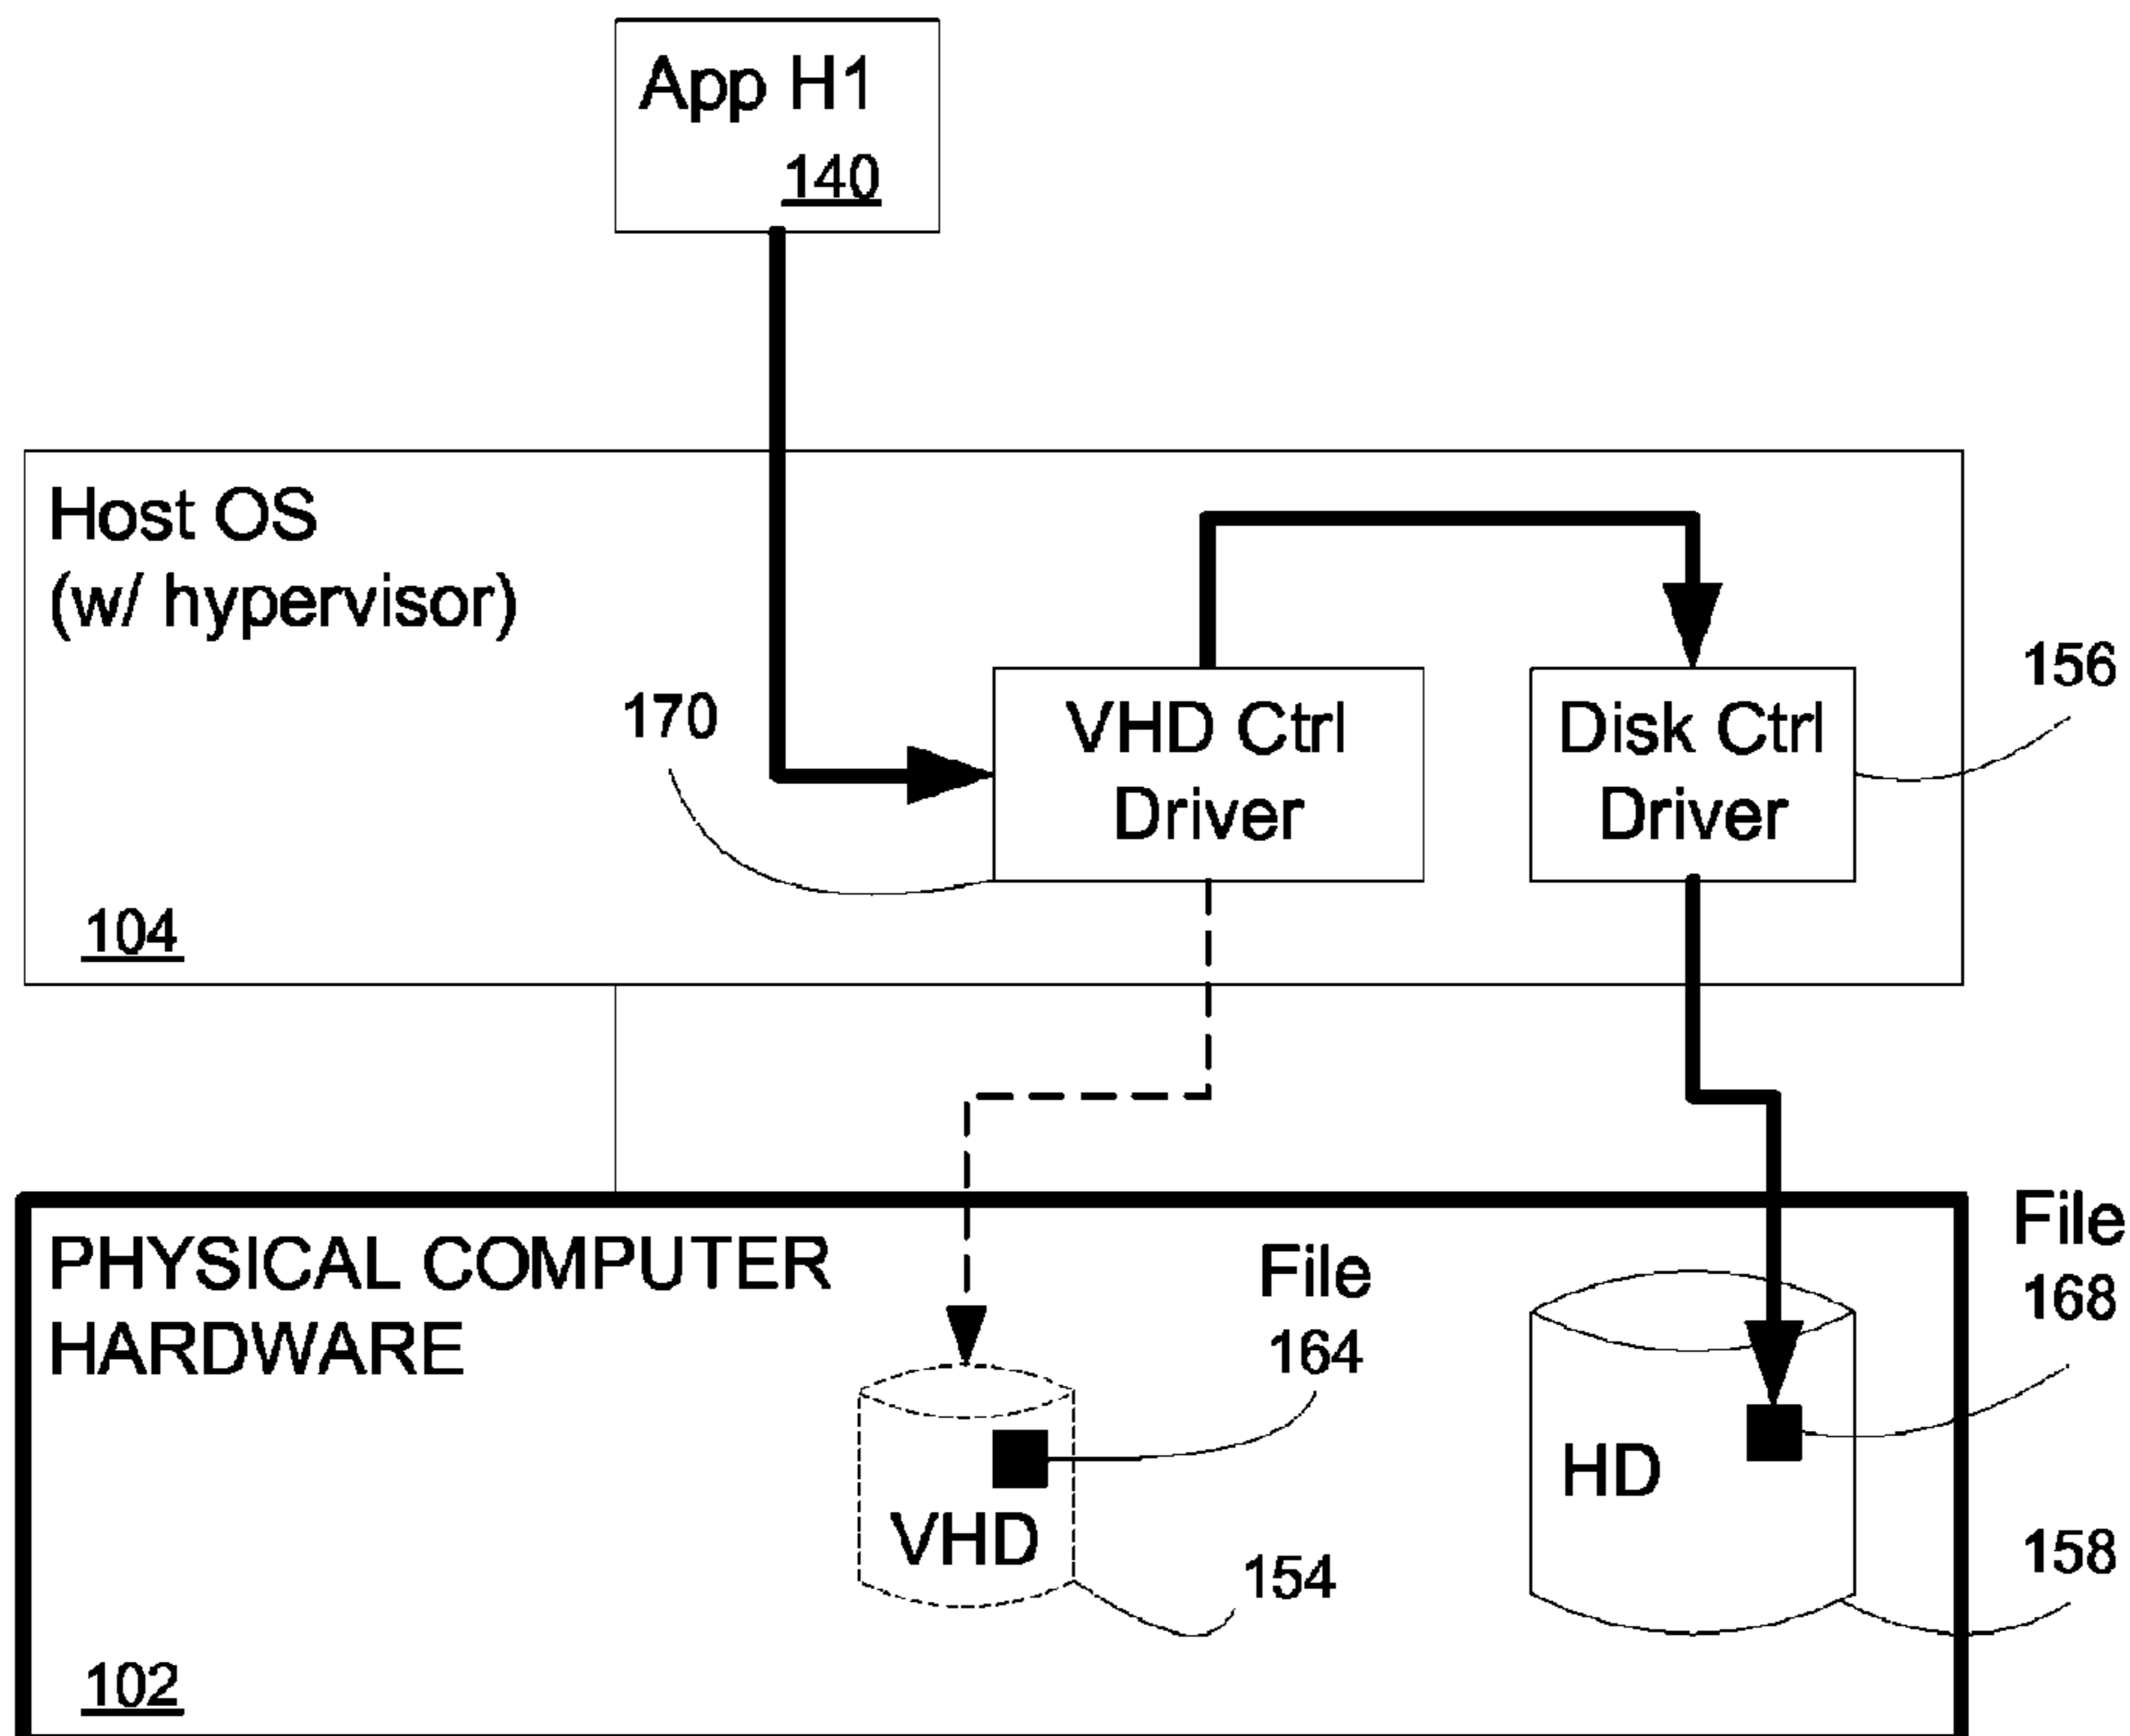 App H1
140
Host OS
(w/ hypervisor)
170
VHD Ctrl
Driver
Disk Ctrl
Driver
156
104
PHYSICAL COMPUTER
HARDWARE
File
164
File
168
VHD
HD
154
158
102